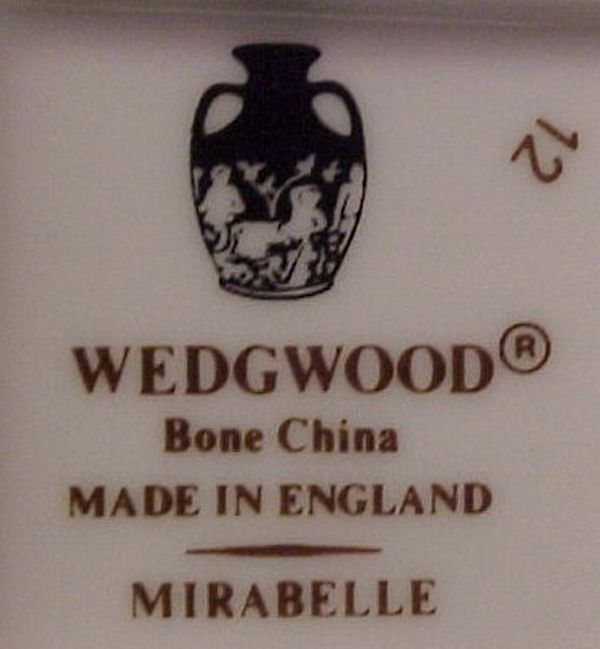 12
WEDGWOOD®
Bone China
MADE IN ENGLAND
MIRABELLE